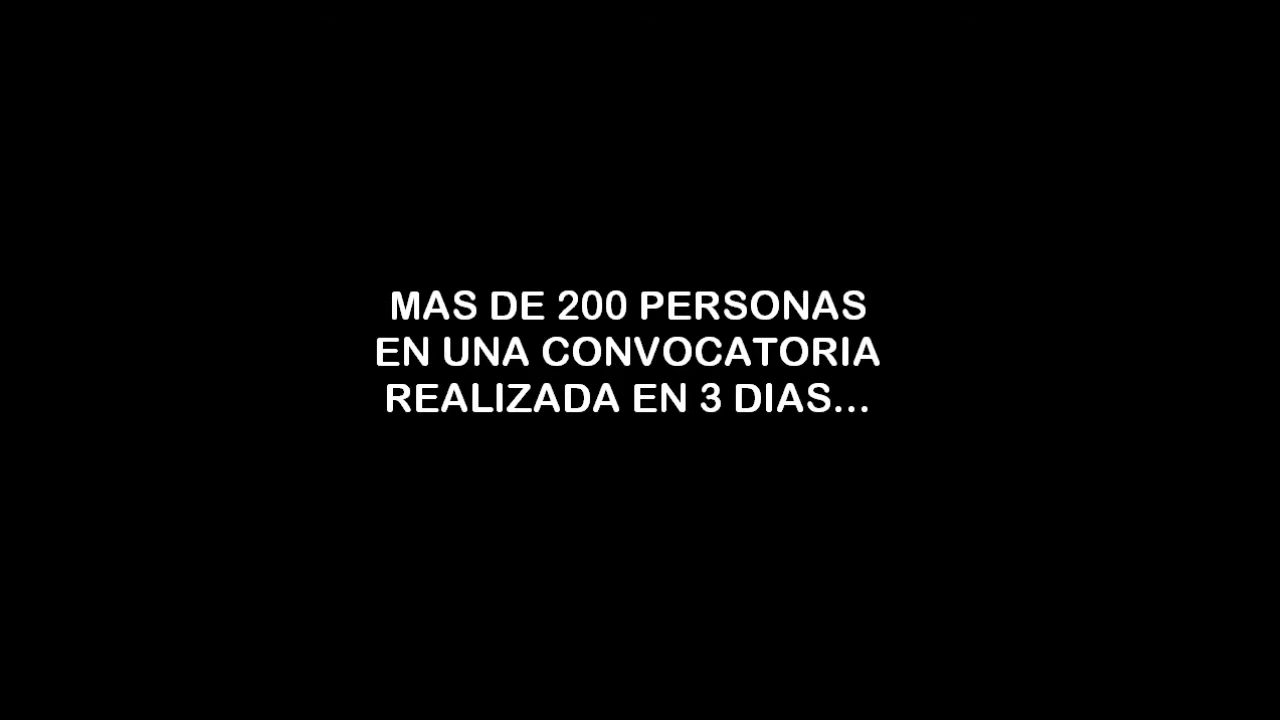 MAS DE 200 PERSONAS
EN UNA CONVOCATORIA
REALIZADA EN 3 DIAS...